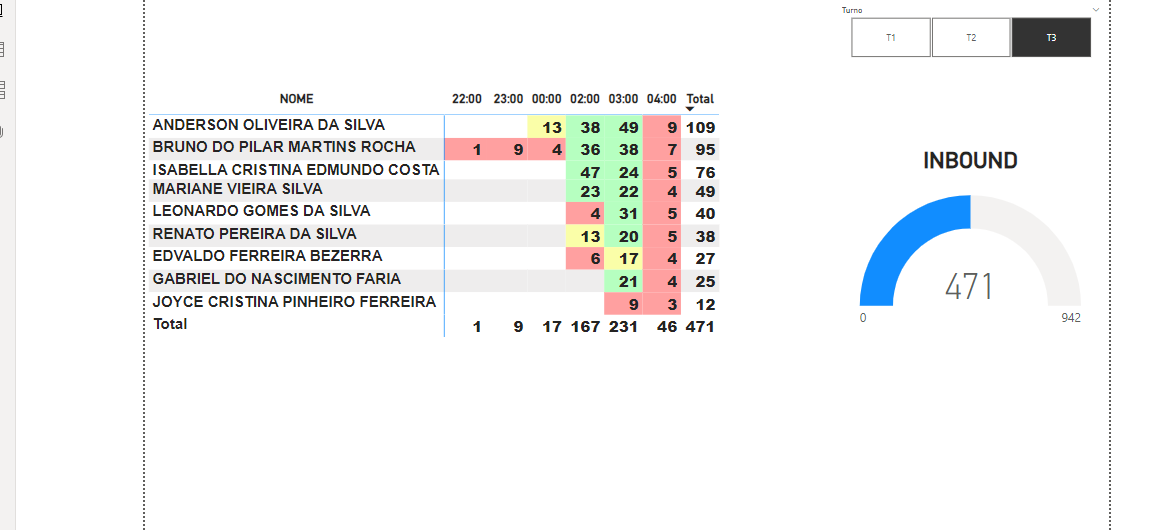 Turno
T1 T2 T3
NOME 22:00 23:00 00:00 02:00 03:00 04:00 Total
ANDERSON OLIVEIRA DA SILVA 13 38 49 9 109
BRUNO DO PILAR MARTINS ROCHA 1 9 4 36 38 7 95
ISABELLA CRISTINA EDMUNDO COSTA 47 24 5 76
MARIANE VIEIRA SILVA 23 22 4 49
LEONARDO GOMES DA SILVA 4 31 5 40
RENATO PEREIRA DA SILVA 13 20 5 38
EDVALDO FERREIRA BEZERRA 6 17 4 27
GABRIEL DO NASCIMENTO FARIA 21 4 25
JOYCE CRISTINA PINHEIRO FERREIRA 9 3 12
Total 1 9 17 167 231 46 471
INBOUND
471
0 942